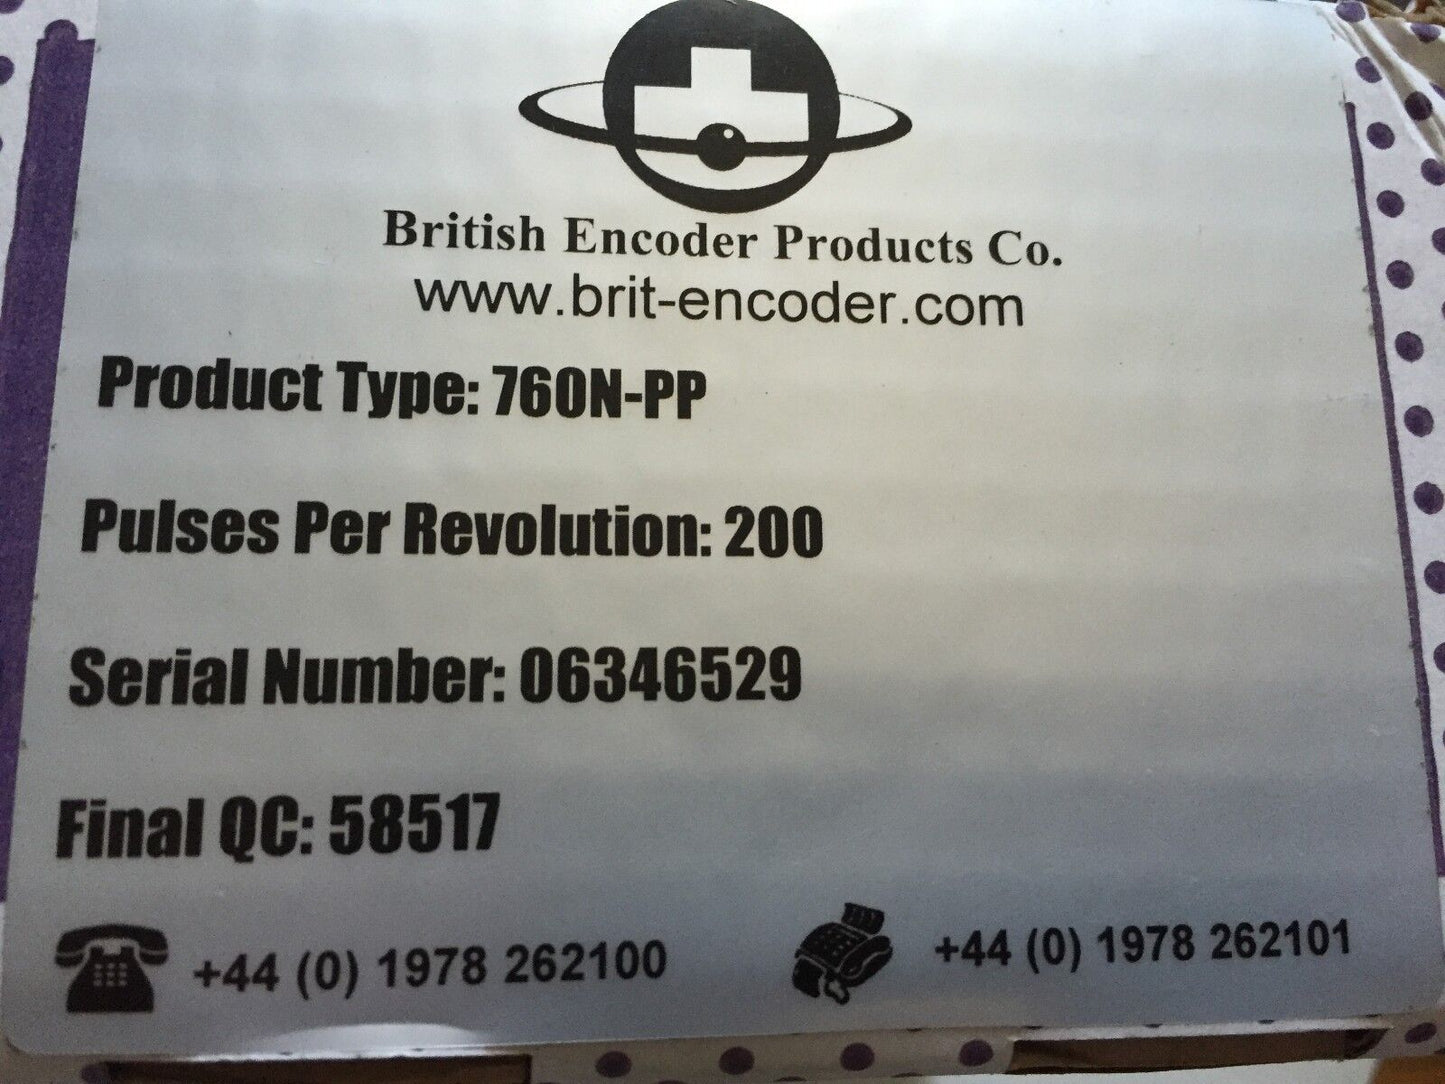 British Encoder Products Co.
www.brit-encoder.com
Product Type: 760N-PP
Pulses Per Revolution: 200
Serial Number: 06346529
Final QC: 58517
+44 (0) 1978 262100
+44 (0) 1978 262101